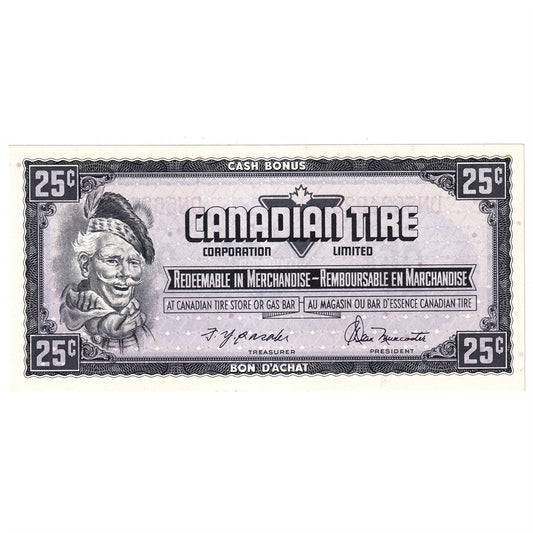 CASH BONUS
25¢ 25¢
CANADIAN TIRE
CORPORATION LIMITED
REDEEMABLE IN MERCHANDISE – REMBOURSABLE EN MARCHANDISE
AT CANADIAN TIRE STORE OR GAS BAR AU MAGASIN OU BAR D'ESSENCE CANADIAN TIRE
TREASURER PRESIDENT
25¢ 25¢
BON D'ACHAT